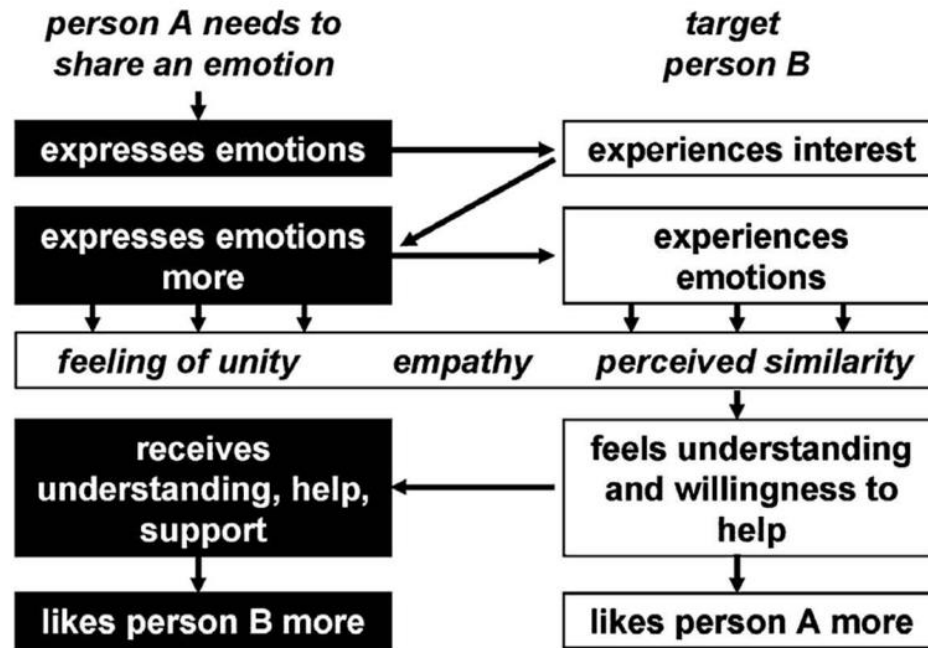 person A needs to
share an emotion
target
person B
expresses emotions
experiences interest
expresses emotions
more
experiences
emotions
feeling of unity empathy perceived similarity
receives
understanding, help,
support
feels understanding
and willingness to
help
likes person B more
likes person A more